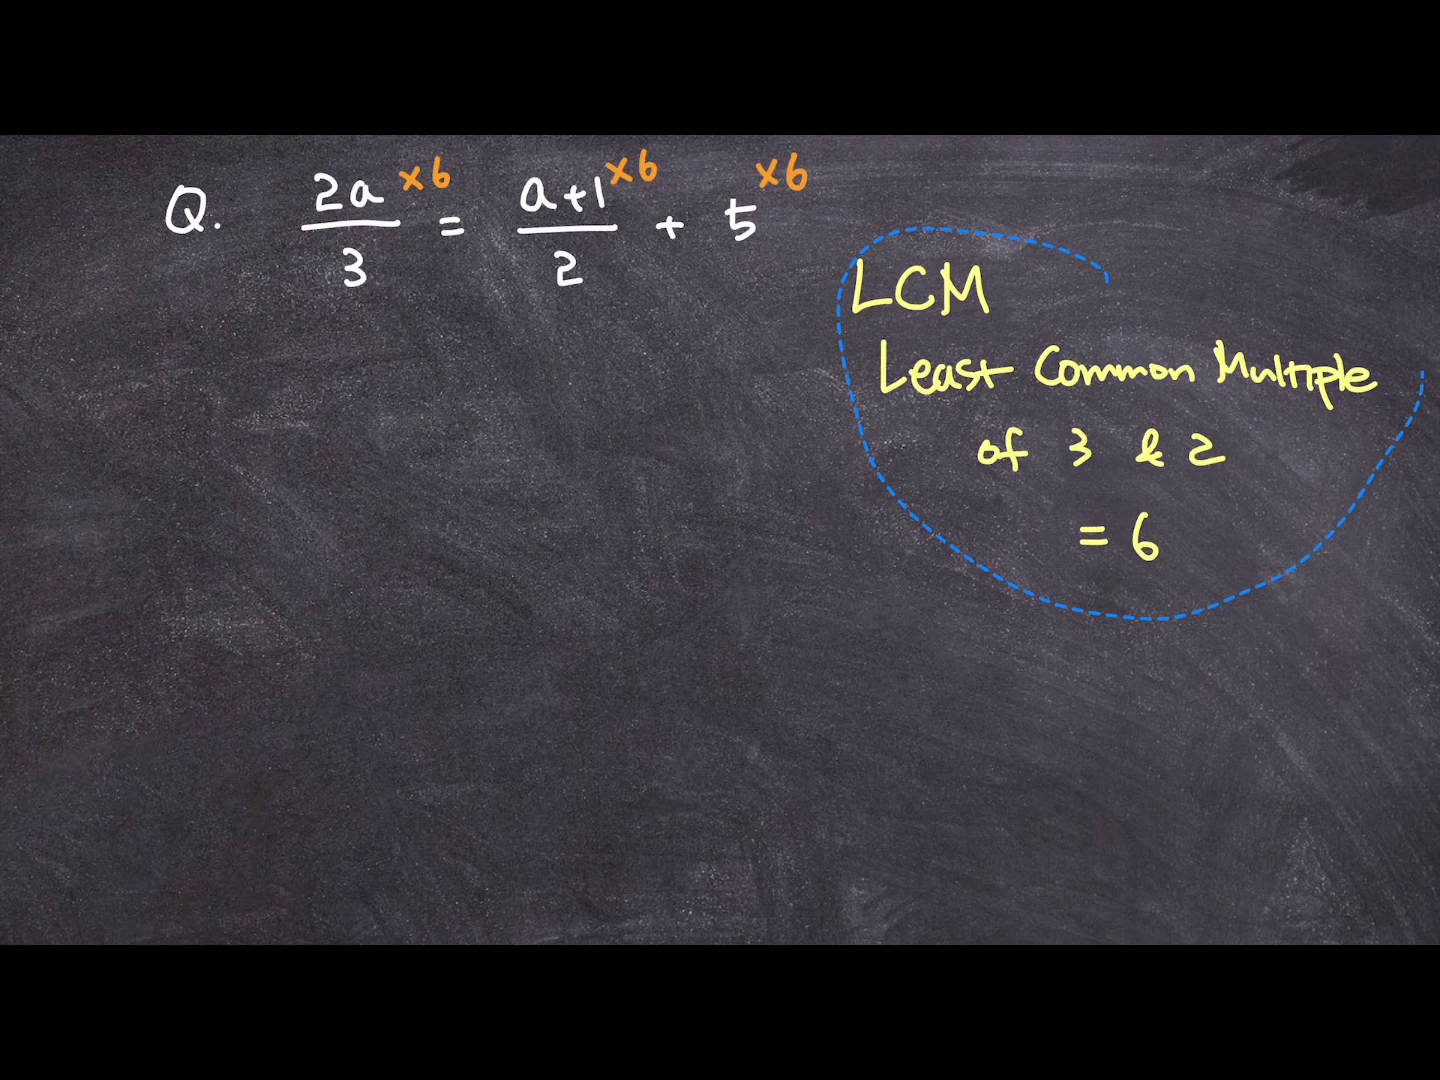 Q. 2a/3 ×6 = a+1/2 ×6 + 5 ×6
LCM
Least Common Multiple
of 3 & 2
= 6